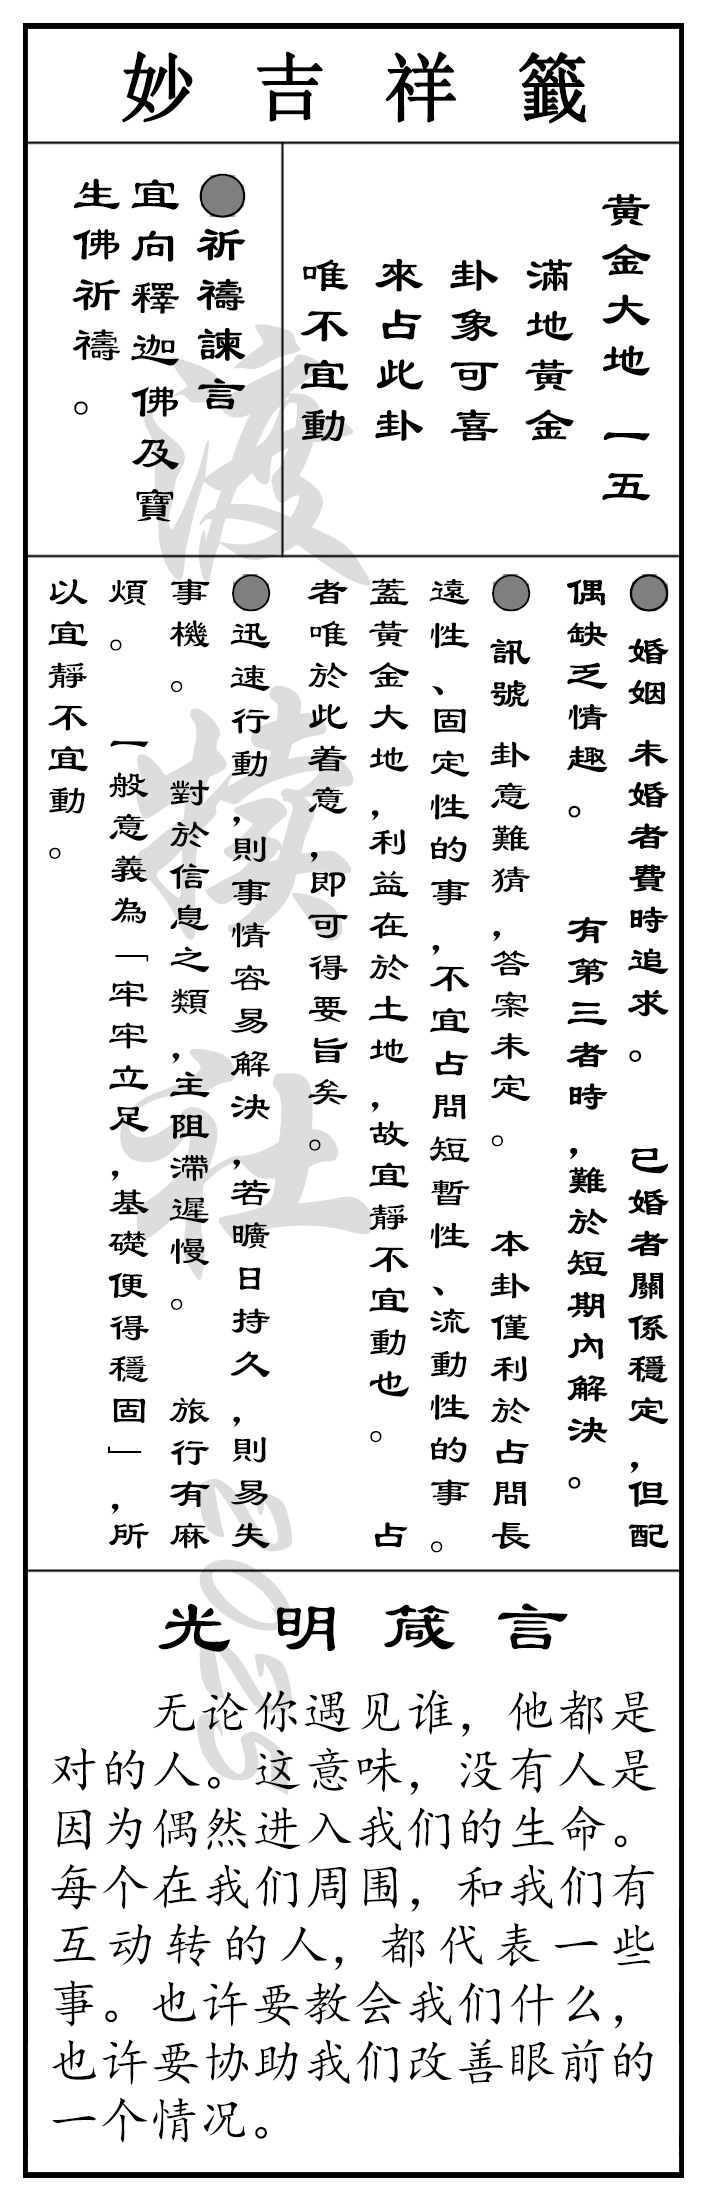 妙吉祥籤
黃金大地 一五
滿地黃金
卦象可喜
來占此卦
唯不宜動
●祈禱諫言
宜向釋迦佛及寶
生佛祈禱。
●婚姻 未婚者費時追求。 己婚者關係穩定，但配
偶缺乏情趣。 有第三者時，難於短期內解決。
●訊號 卦意難猜，答案未定。 本卦僅利於占問長
遠性、固定性的事，不宜占問短暫性、流動性的事。
蓋黃金大地，利益在於土地，故宜靜不宜動也。 占
者唯於此着意，即可得要旨矣。
●迅速行動，則事情容易解決，若曠日持久，則易失
事機。 對於信息之類，主阻滯遲慢。 旅行有麻
煩。 一般意義為「牢牢立足，基礎便得穩固」，所
以宜靜不宜動。
光明箴言
无论你遇见谁，他都是
对的人。这意味，没有人是
因为偶然进入我们的生命。
每个在我们周围，和我们有
互动转的人，都代表一些
事。也许要教会我们什么，
也许要协助我们改善眼前的
一个情况。